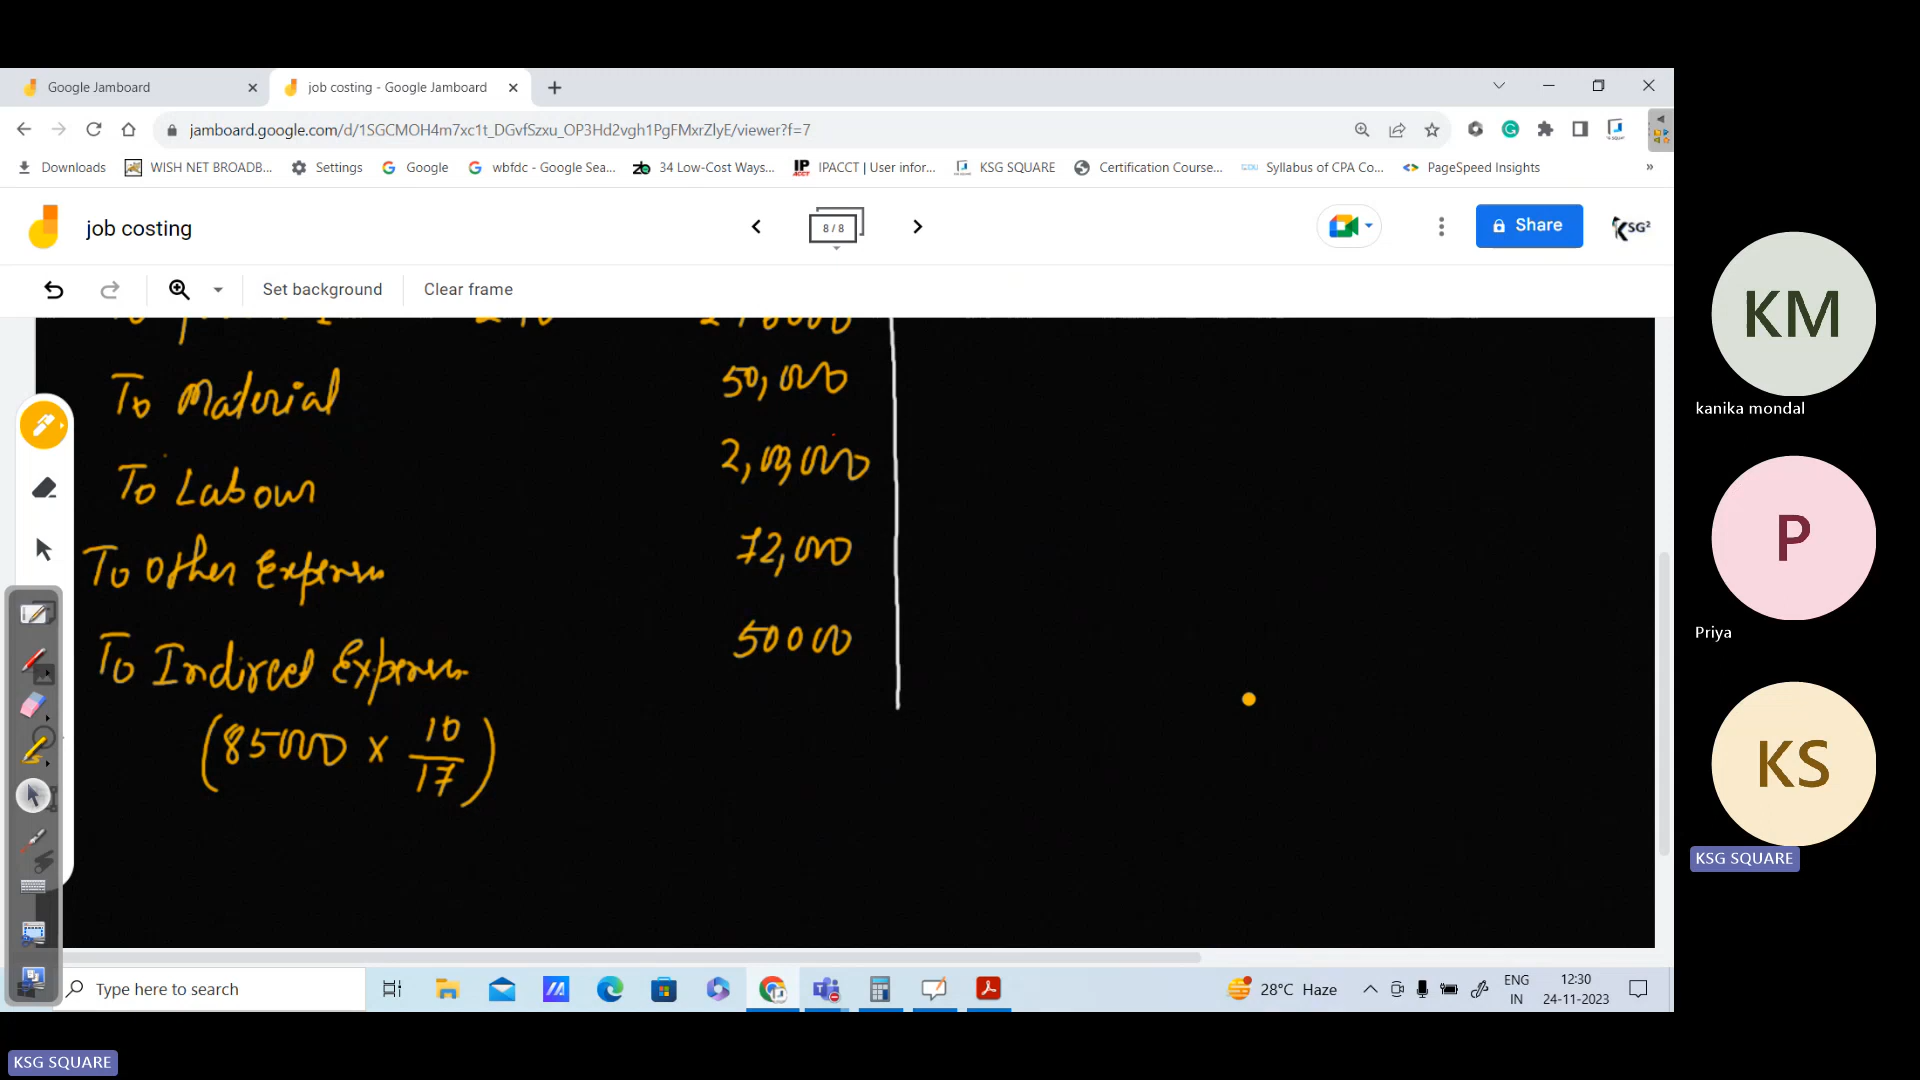 Google Jamboard
job costing - Google Jamboard
jamboard.google.com/d/1SGCMOH4m7xc1t_DGvfSzxu_OP3Hd2vgh1PgFMxrZlyE/viewer?f=7
Downloads WISH NET BROADB... Settings Google wbfdc - Google Sea... 34 Low-Cost Ways... IPACCT | User infor... KSG SQUARE Certification Course... Syllabus of CPA Co... PageSpeed Insights »
job costing
8 / 8
Share
KSG²
Set background Clear frame
To Material 50,000
To Labour 2,00,000
To Other Expenses 72,000
To Indirect Expenses 50000
(85000 x 10/17)
KM
kanika mondal
P
Priya
KS
KSG SQUARE
Type here to search
28°C Haze
ENG
IN
12:30
24-11-2023
KSG SQUARE